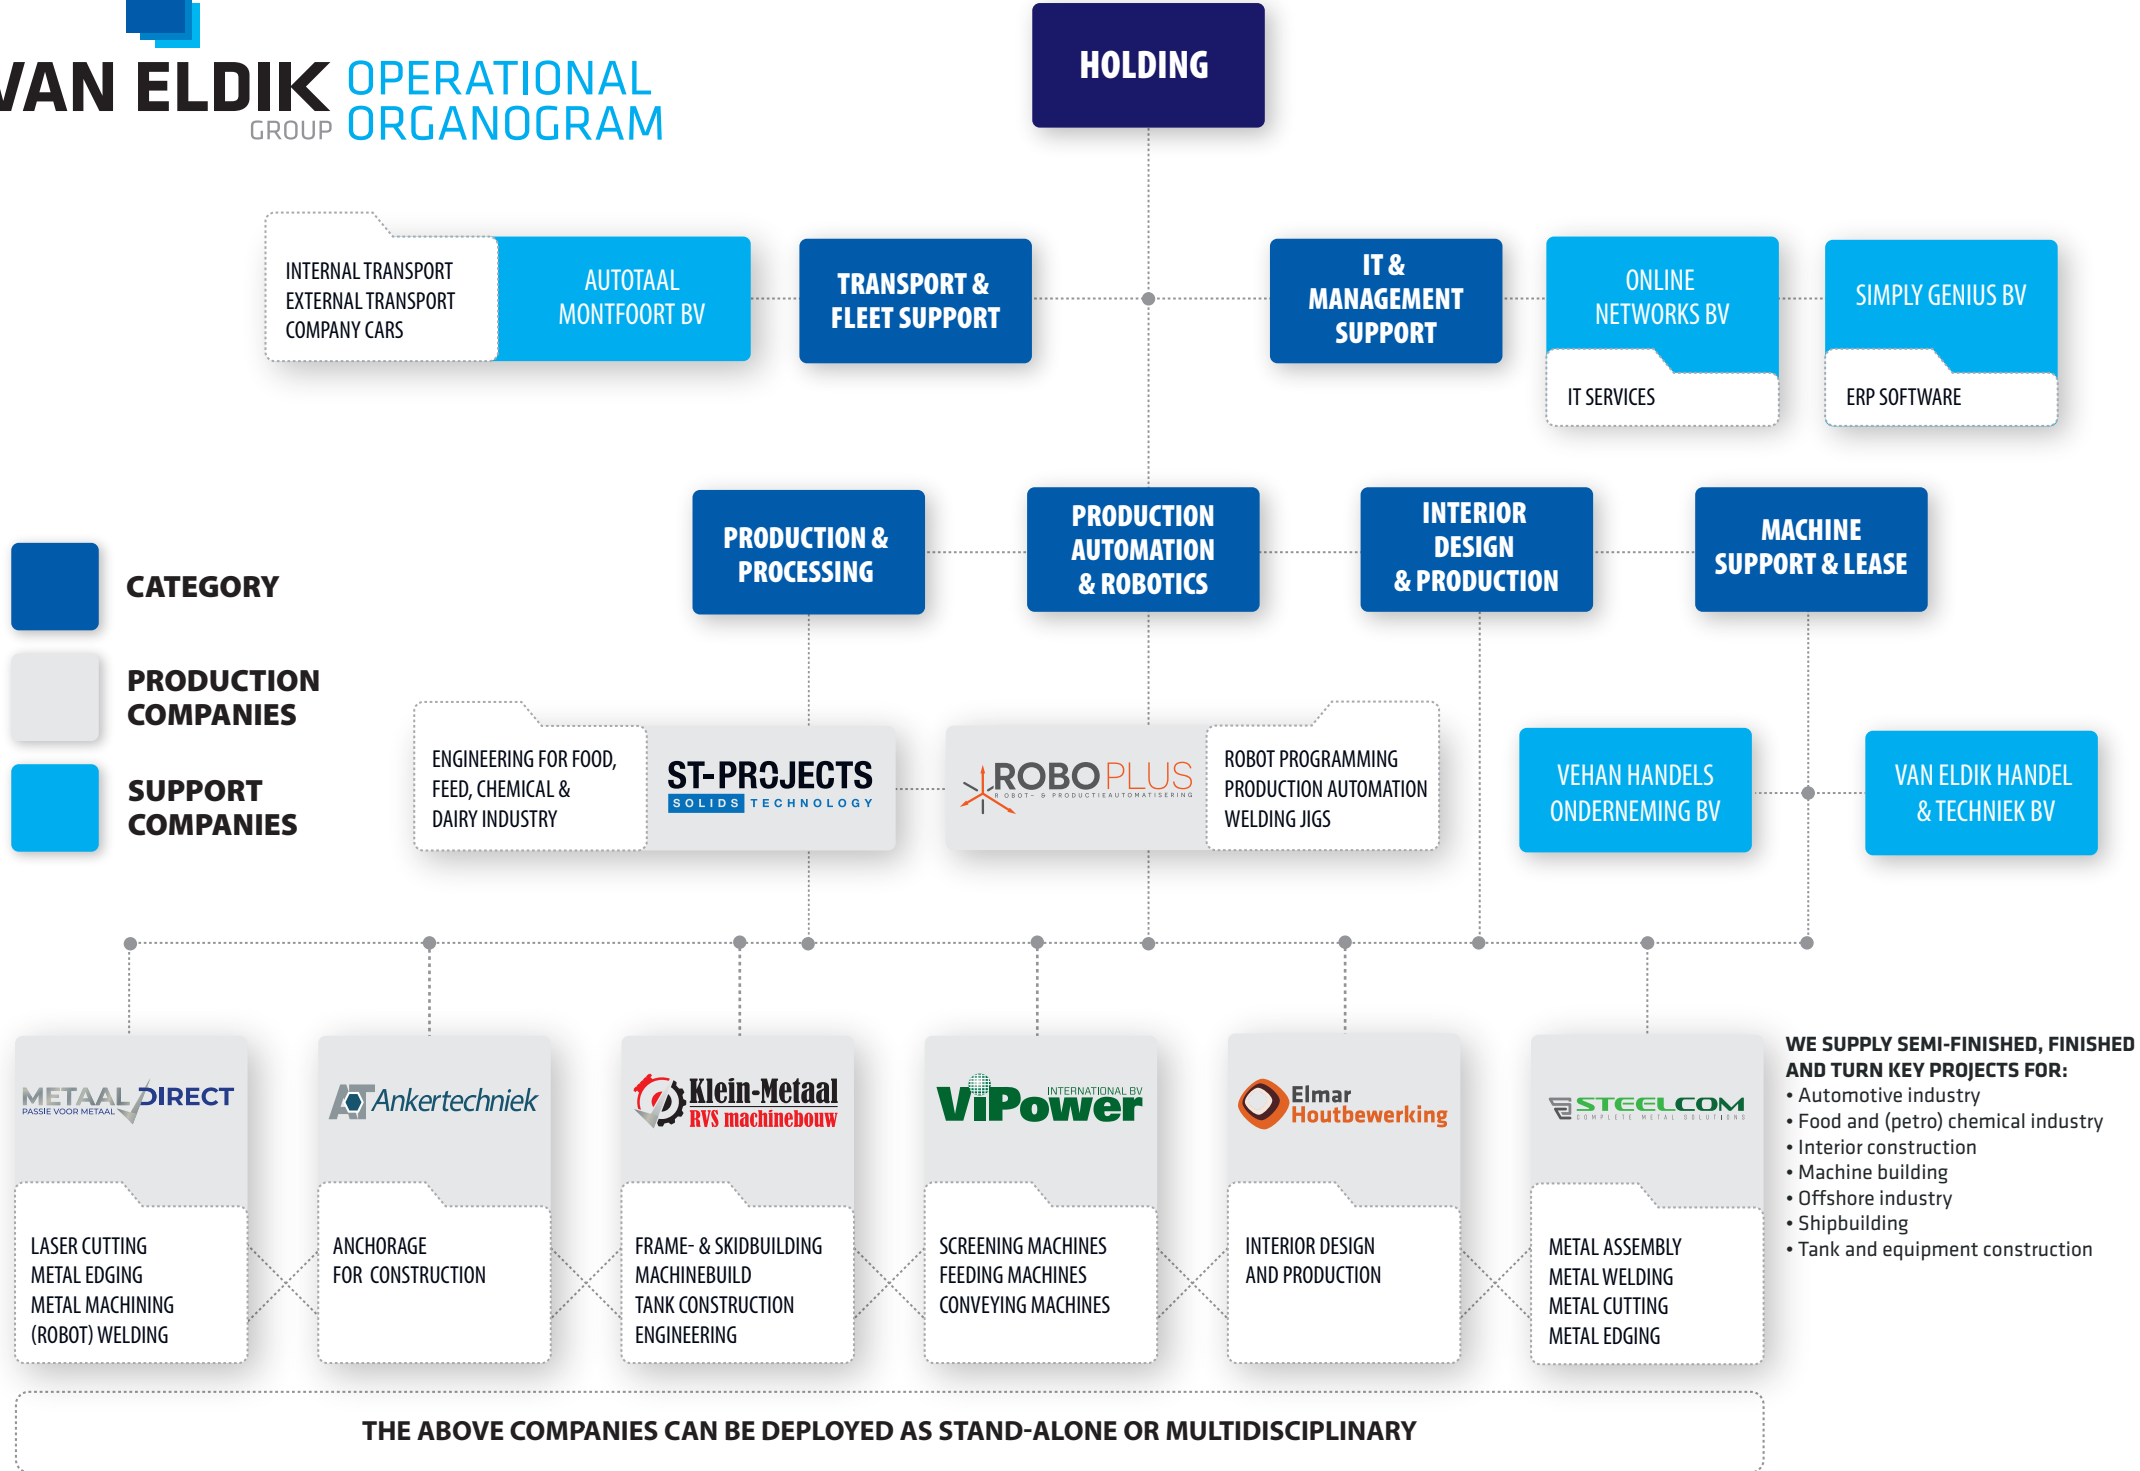 VAN ELDIK
GROUP
OPERATIONAL
ORGANOGRAM
HOLDING
INTERNAL TRANSPORT
EXTERNAL TRANSPORT
COMPANY CARS
AUTOTAAL
MONTFOORT BV
TRANSPORT &
FLEET SUPPORT
IT &
MANAGEMENT
SUPPORT
ONLINE
NETWORKS BV
IT SERVICES
SIMPLY GENIUS BV
ERP SOFTWARE
PRODUCTION &
PROCESSING
PRODUCTION
AUTOMATION
& ROBOTICS
INTERIOR
DESIGN
& PRODUCTION
MACHINE
SUPPORT & LEASE
CATEGORY
PRODUCTION
COMPANIES
SUPPORT
COMPANIES
ENGINEERING FOR FOOD,
FEED, CHEMICAL &
DAIRY INDUSTRY
ST-PROJECTS
SOLIDS TECHNOLOGY
ROBO PLUS
ROBOT- & PRODUCTIEAUTOMATISERING
ROBOT PROGRAMMING
PRODUCTION AUTOMATION
WELDING JIGS
VEHAN HANDELS
ONDERNEMING BV
VAN ELDIK HANDEL
& TECHNIEK BV
METAAL DIRECT
PASSIE VOOR METAAL
LASER CUTTING
METAL EDGING
METAL MACHINING
(ROBOT) WELDING
AT Ankertechniek
ANCHORAGE
FOR CONSTRUCTION
Klein-Metaal
RVS machinebouw
FRAME- & SKIDBUILDING
MACHINEBUILD
TANK CONSTRUCTION
ENGINEERING
INTERNATIONAL BV
ViPower
SCREENING MACHINES
FEEDING MACHINES
CONVEYING MACHINES
Elmar
Houtbewerking
INTERIOR DESIGN
AND PRODUCTION
STEELCOM
COMPLETE METAL SOLUTIONS
METAL ASSEMBLY
METAL WELDING
METAL CUTTING
METAL EDGING
WE SUPPLY SEMI-FINISHED, FINISHED
AND TURN KEY PROJECTS FOR:
• Automotive industry
• Food and (petro) chemical industry
• Interior construction
• Machine building
• Offshore industry
• Shipbuilding
• Tank and equipment construction
THE ABOVE COMPANIES CAN BE DEPLOYED AS STAND-ALONE OR MULTIDISCIPLINARY